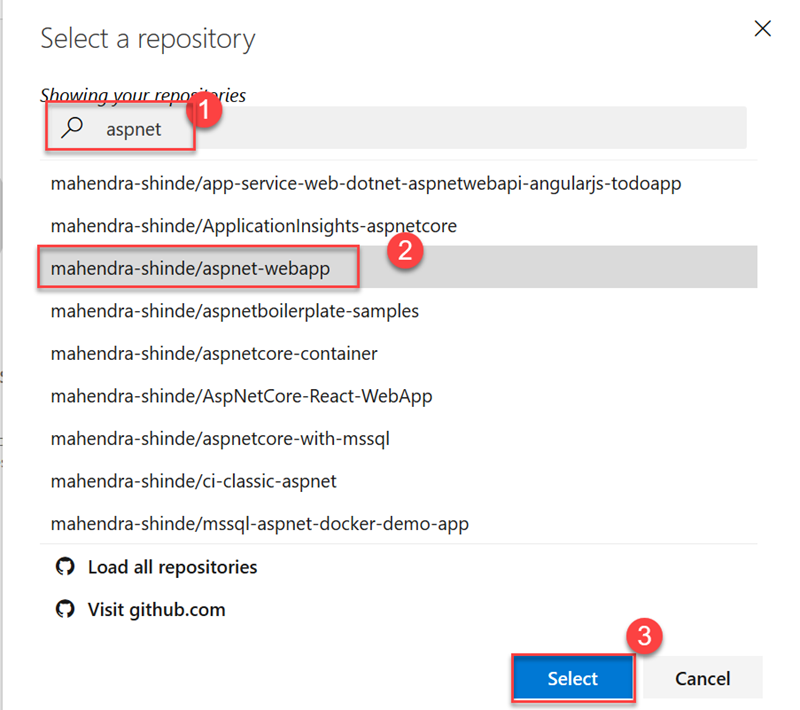 Select a repository
Showing your repositories
1
aspnet
mahendra-shinde/app-service-web-dotnet-aspnetwebapi-angularjs-todoapp
mahendra-shinde/ApplicationInsights-aspnetcore
2
mahendra-shinde/aspnet-webapp
mahendra-shinde/aspnetboilerplate-samples
mahendra-shinde/aspnetcore-container
mahendra-shinde/AspNetCore-React-WebApp
mahendra-shinde/aspnetcore-with-mssql
mahendra-shinde/ci-classic-aspnet
mahendra-shinde/mssql-aspnet-docker-demo-app
Load all repositories
Visit github.com
3
Select Cancel